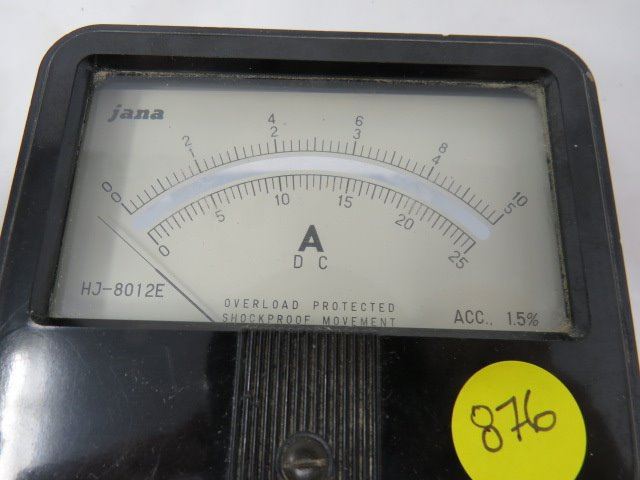 jana
4 6
2 2 3 8
1 4
0 10
0 5
5 10 15 20
0 25
A
D C
HJ-8012E
OVERLOAD PROTECTED
SHOCKPROOF MOVEMENT
ACC., 1.5%
876